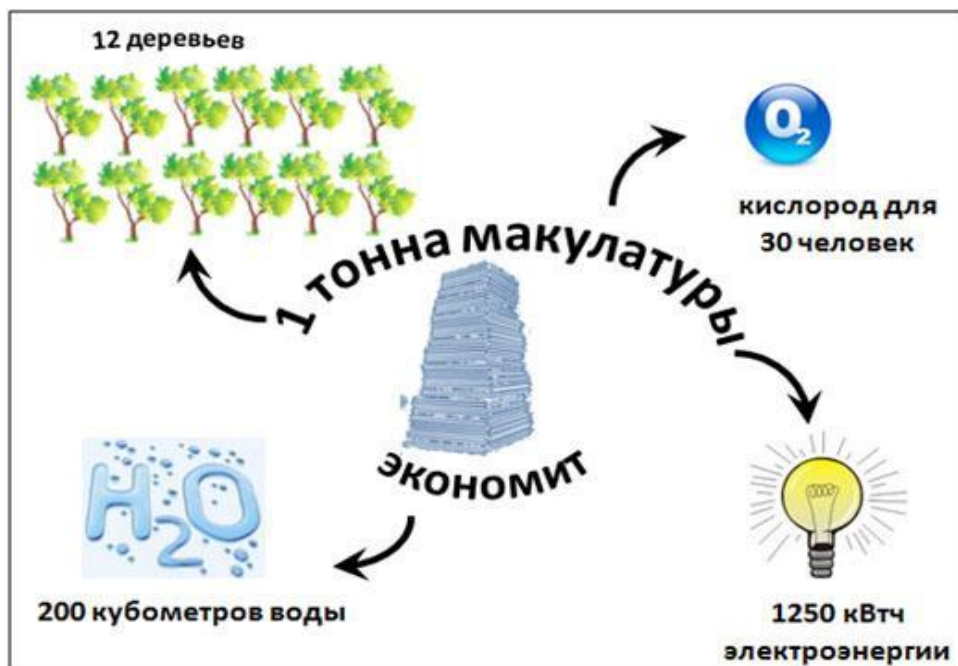 12 деревьев
O2
кислород для
30 человек
1 тонна макулатуры
экономит
H2O
200 кубометров воды
1250 кВтч
электроэнергии